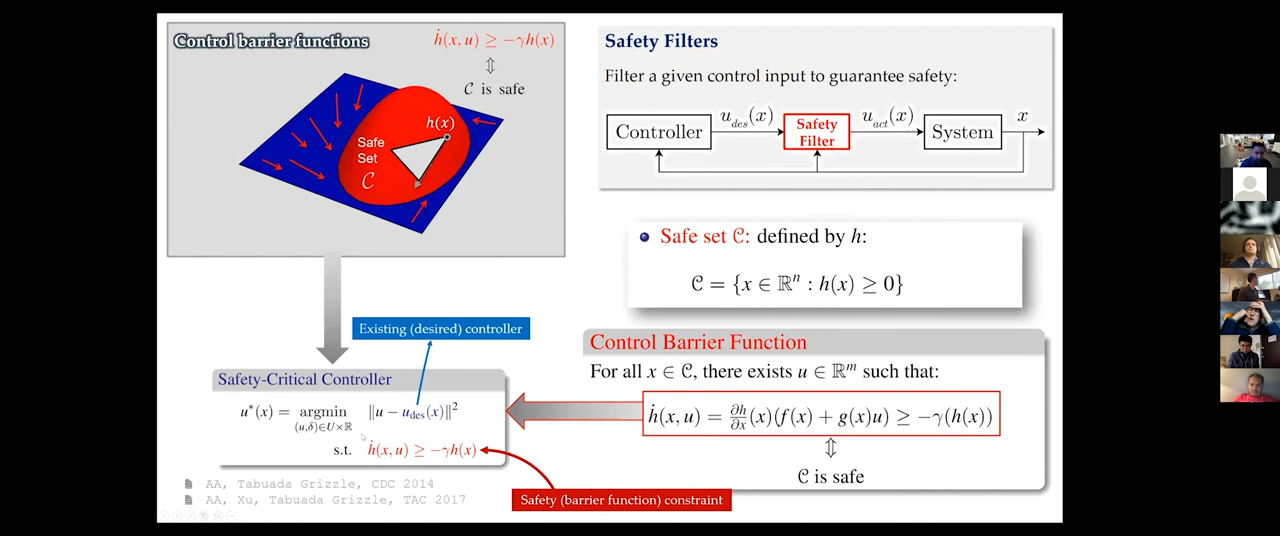 Control barrier functions
ḣ(x, u) ≥ −γh(x)
⇕
C is safe
h(x)
Safe
Set
C
Safety Filters
Filter a given control input to guarantee safety:
Controller
u_des(x)
Safety
Filter
u_act(x)
System
x
Safe set C: defined by h:
C = {x ∈ ℝⁿ : h(x) ≥ 0}
Existing (desired) controller
Safety-Critical Controller
u*(x) = argmin ‖u − u_des(x)‖²
(u,δ)∈U×ℝ
s.t. ḣ(x, u) ≥ −γh(x)
Safety (barrier function) constraint
Control Barrier Function
For all x ∈ C, there exists u ∈ ℝᵐ such that:
ḣ(x, u) = ∂h/∂x (x)(f(x) + g(x)u) ≥ −γ(h(x))
⇕
C is safe
AA, Tabuada Grizzle, CDC 2014
AA, Xu, Tabuada Grizzle, TAC 2017